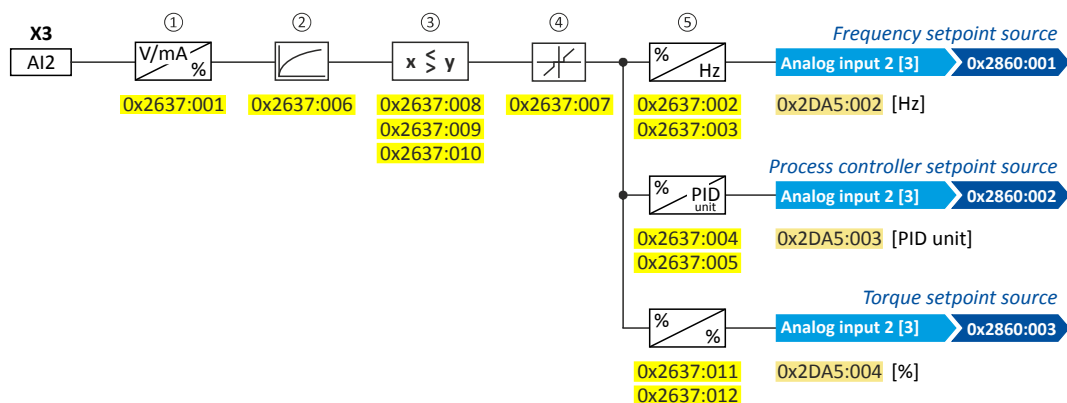 ① ② ③ ④ ⑤
X3
AI2
V/mA
%
x ≶ y
%
Hz
Frequency setpoint source
Analog input 2 [3] 0x2860:001
0x2637:001 0x2637:006 0x2637:008 0x2637:007 0x2637:002 0x2DA5:002 [Hz]
0x2637:009 0x2637:003
0x2637:010
Process controller setpoint source
%
PID
unit
Analog input 2 [3] 0x2860:002
0x2637:004 0x2DA5:003 [PID unit]
0x2637:005
Torque setpoint source
%
%
Analog input 2 [3] 0x2860:003
0x2637:011 0x2DA5:004 [%]
0x2637:012